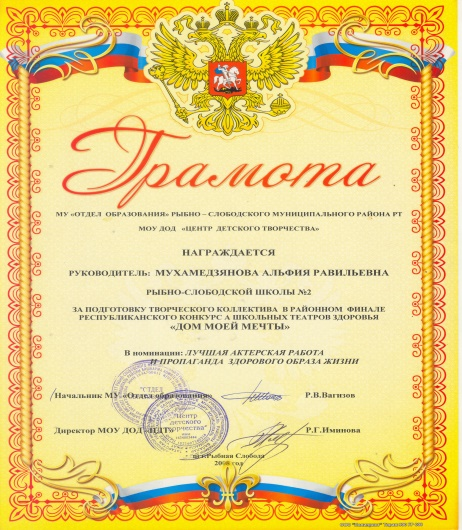 Грамота
МУ «ОТДЕЛ ОБРАЗОВАНИЯ» РЫБНО – СЛОБОДСКОГО МУНИЦИПАЛЬНОГО РАЙОНА РТ
МОУ ДОД «ЦЕНТР ДЕТСКОГО ТВОРЧЕСТВА»
НАГРАЖДАЕТСЯ
РУКОВОДИТЕЛЬ: МУХАМЕДЗЯНОВА АЛЬФИЯ РАВИЛЬЕВНА
РЫБНО-СЛОБОДСКОЙ ШКОЛЫ №2
ЗА ПОДГОТОВКУ ТВОРЧЕСКОГО КОЛЛЕКТИВА В РАЙОННОМ ФИНАЛЕ
РЕСПУБЛИКАНСКОГО КОНКУРС А ШКОЛЬНЫХ ТЕАТРОВ ЗДОРОВЬЯ
«ДОМ МОЕЙ МЕЧТЫ»
В номинации: ЛУЧШАЯ АКТЕРСКАЯ РАБОТА
И ПРОПАГАНДА ЗДОРОВОГО ОБРАЗА ЖИЗНИ
Начальник МУ «Отдел образования» Р.В.Вагизов
Центр
детского
творчества
Директор МОУ ДОД «ЦДТ» Р.Г.Иминова
пгт.Рыбная Слобода
год